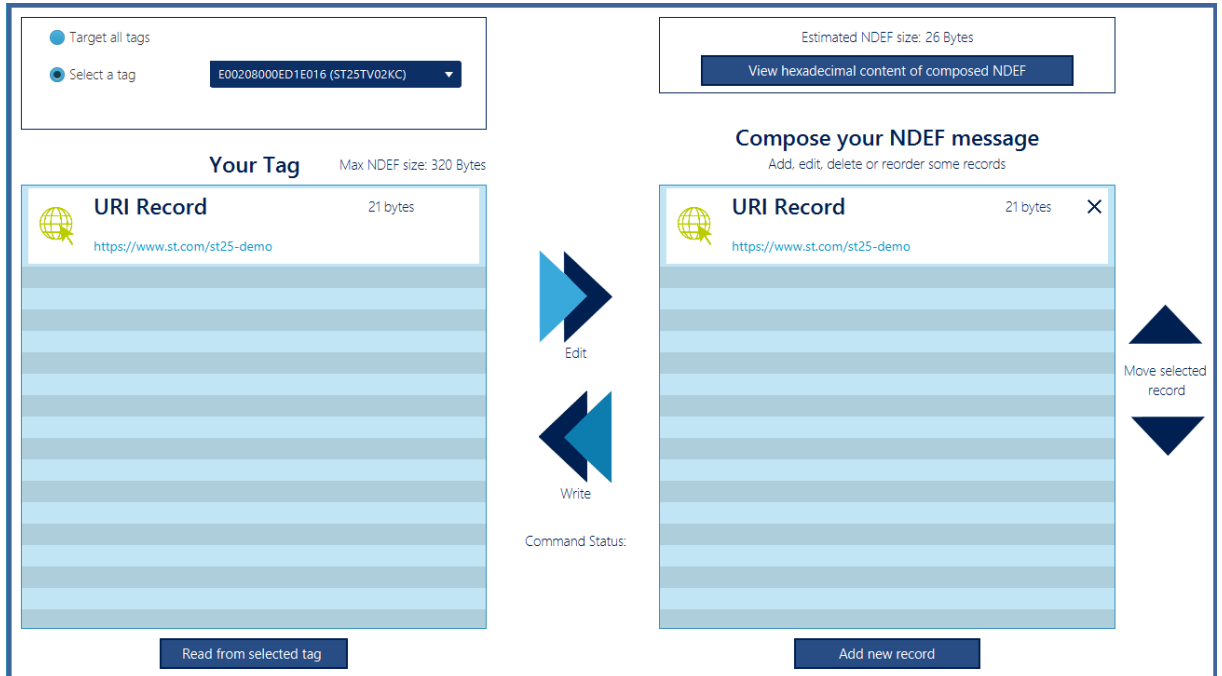 Target all tags
Select a tag
E00208000ED1E016 (ST25TV02KC)
Estimated NDEF size: 26 Bytes
View hexadecimal content of composed NDEF
Your Tag
Max NDEF size: 320 Bytes
Compose your NDEF message
Add, edit, delete or reorder some records
URI Record
21 bytes
https://www.st.com/st25-demo
URI Record
21 bytes
https://www.st.com/st25-demo
Edit
Write
Command Status:
Move selected
record
Read from selected tag
Add new record